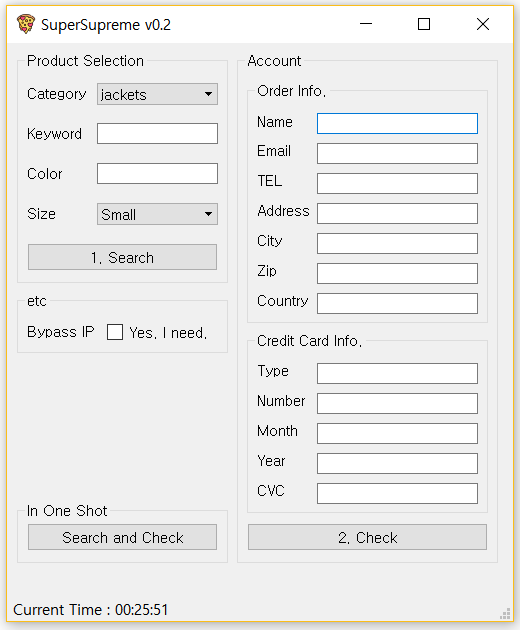 SuperSupreme v0.2
Product Selection
Category jackets
Keyword
Color
Size Small
1. Search
etc
Bypass IP Yes, I need.
In One Shot
Search and Check
Account
Order Info.
Name
Email
TEL
Address
City
Zip
Country
Credit Card Info.
Type
Number
Month
Year
CVC
2. Check
Current Time : 00:25:51